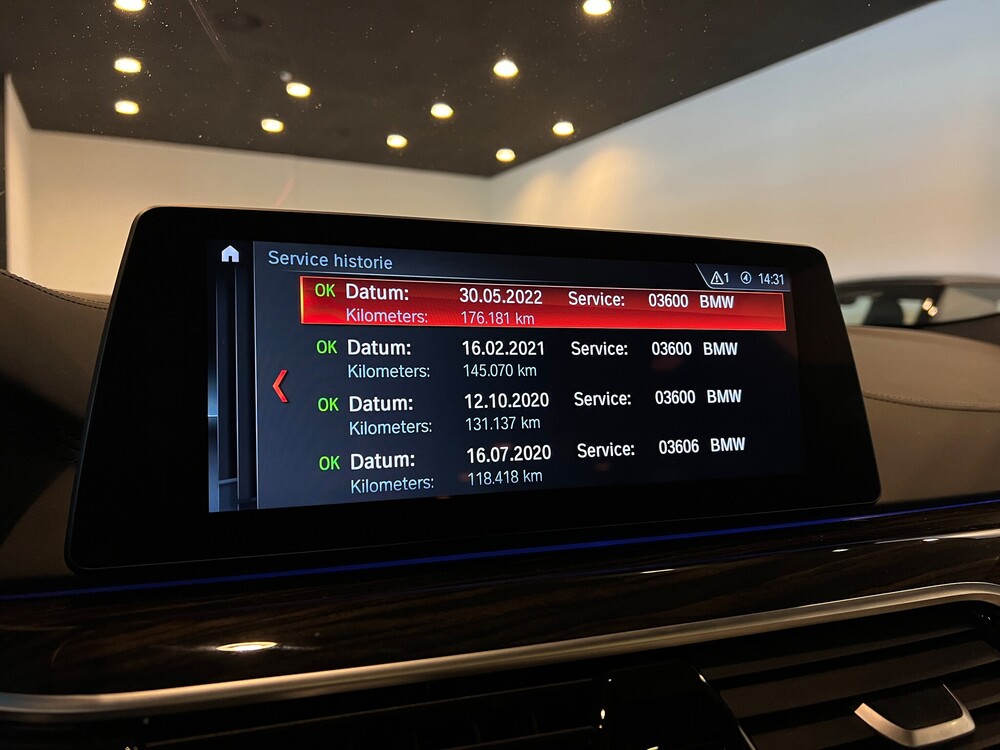 Service historie
1 14:31
OK Datum: 30.05.2022 Service: 03600 BMW
Kilometers: 176.181 km
OK Datum: 16.02.2021 Service: 03600 BMW
Kilometers: 145.070 km
OK Datum: 12.10.2020 Service: 03600 BMW
Kilometers: 131.137 km
OK Datum: 16.07.2020 Service: 03606 BMW
Kilometers: 118.418 km